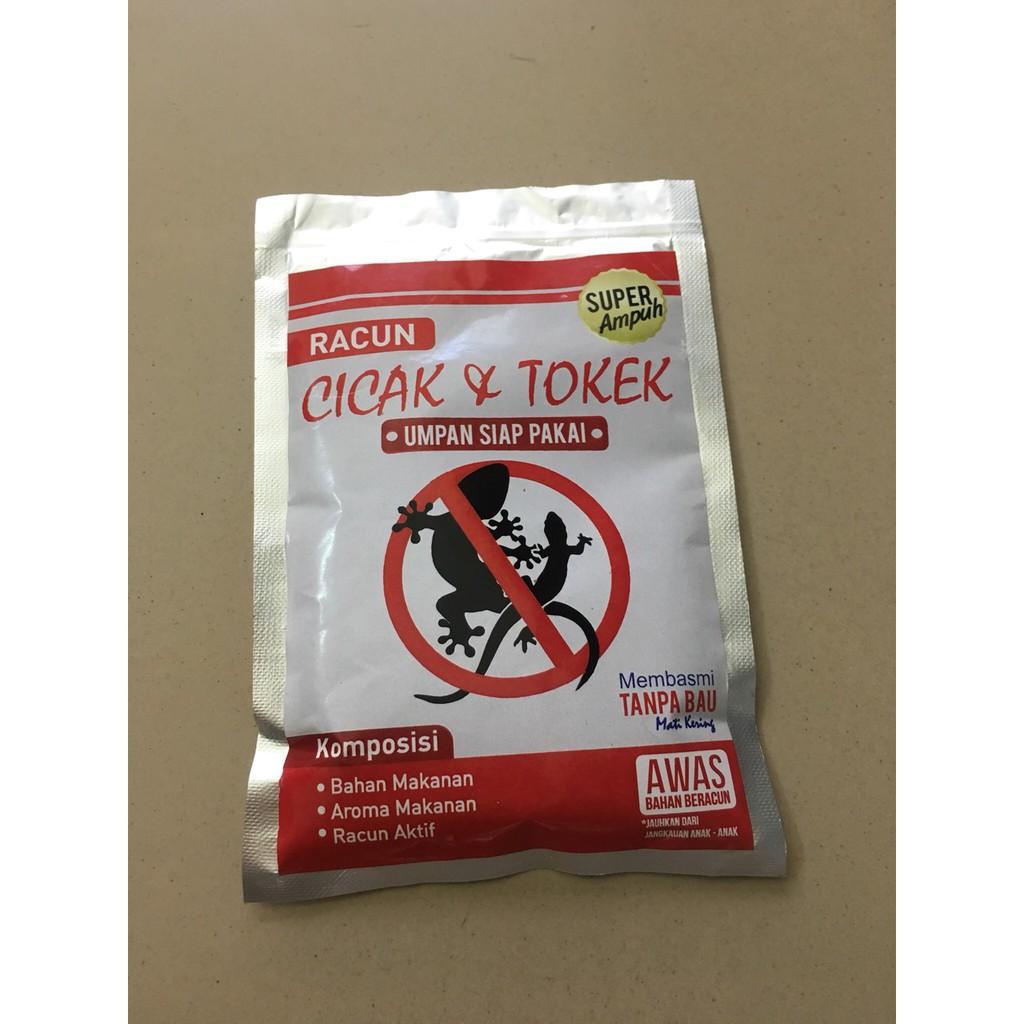 SUPER
Ampuh
RACUN
CICAK & TOKEK
• UMPAN SIAP PAKAI •
Membasmi
TANPA BAU
Mati Kering
Komposisi
• Bahan Makanan
• Aroma Makanan
• Racun Aktif
AWAS
BAHAN BERACUN
*JAUHKAN DARI
JANGKAUAN ANAK - ANAK